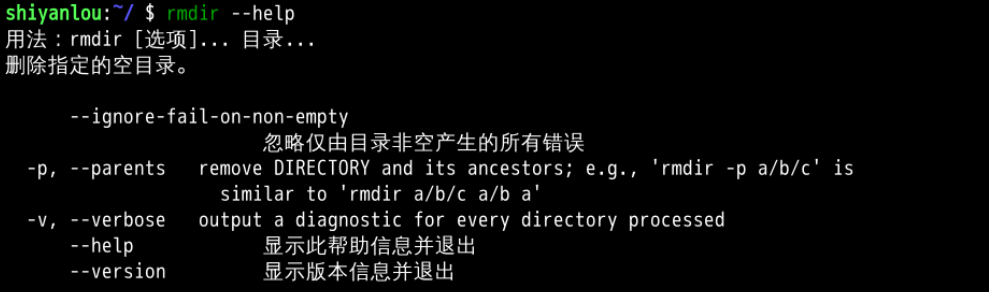 shiyanlou:~/ $ rmdir --help
用法：rmdir [选项]... 目录...
删除指定的空目录。
--ignore-fail-on-non-empty
忽略仅由目录非空产生的所有错误
-p, --parents   remove DIRECTORY and its ancestors; e.g., 'rmdir -p a/b/c' is
similar to 'rmdir a/b/c a/b a'
-v, --verbose   output a diagnostic for every directory processed
--help            显示此帮助信息并退出
--version         显示版本信息并退出